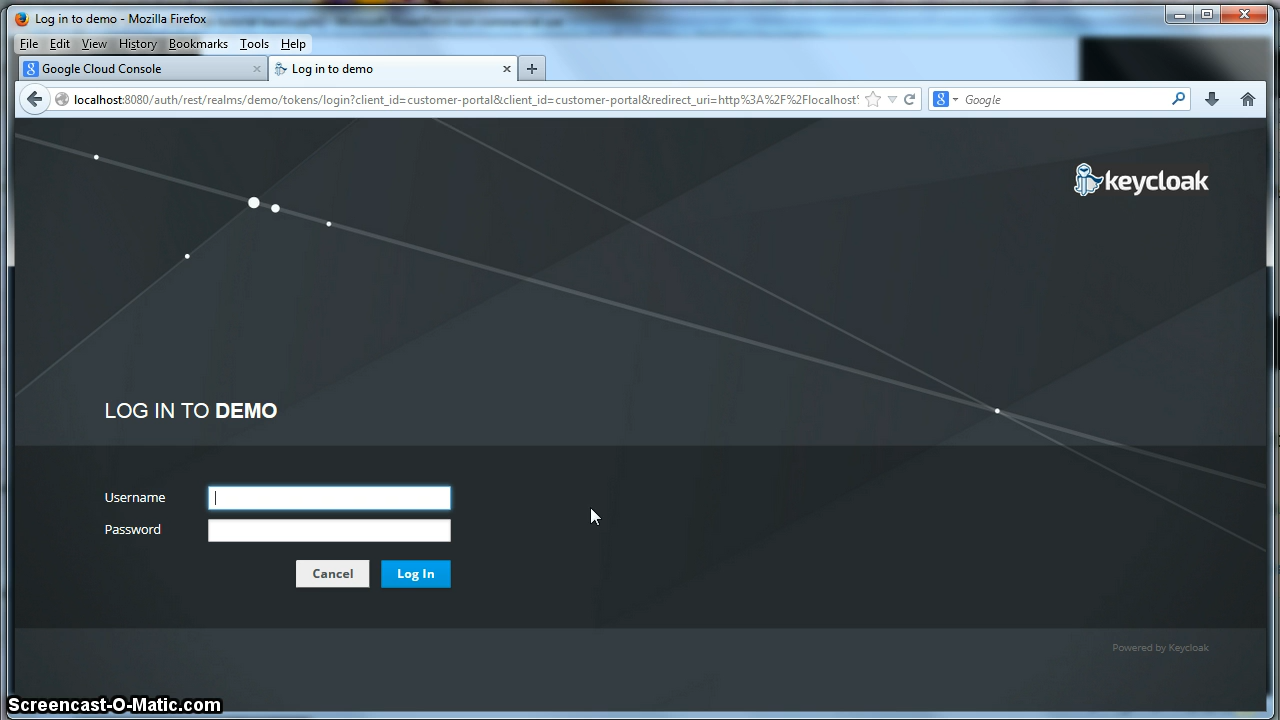 Log in to demo - Mozilla Firefox
File Edit View History Bookmarks Tools Help
Google Cloud Console
Log in to demo
localhost:8080/auth/rest/realms/demo/tokens/login?client_id=customer-portal&client_id=customer-portal&redirect_uri=http%3A%2F%2Flocalhost%
Google
keycloak
LOG IN TO DEMO
Username
Password
Cancel Log In
Powered by Keycloak
Screencast-O-Matic.com